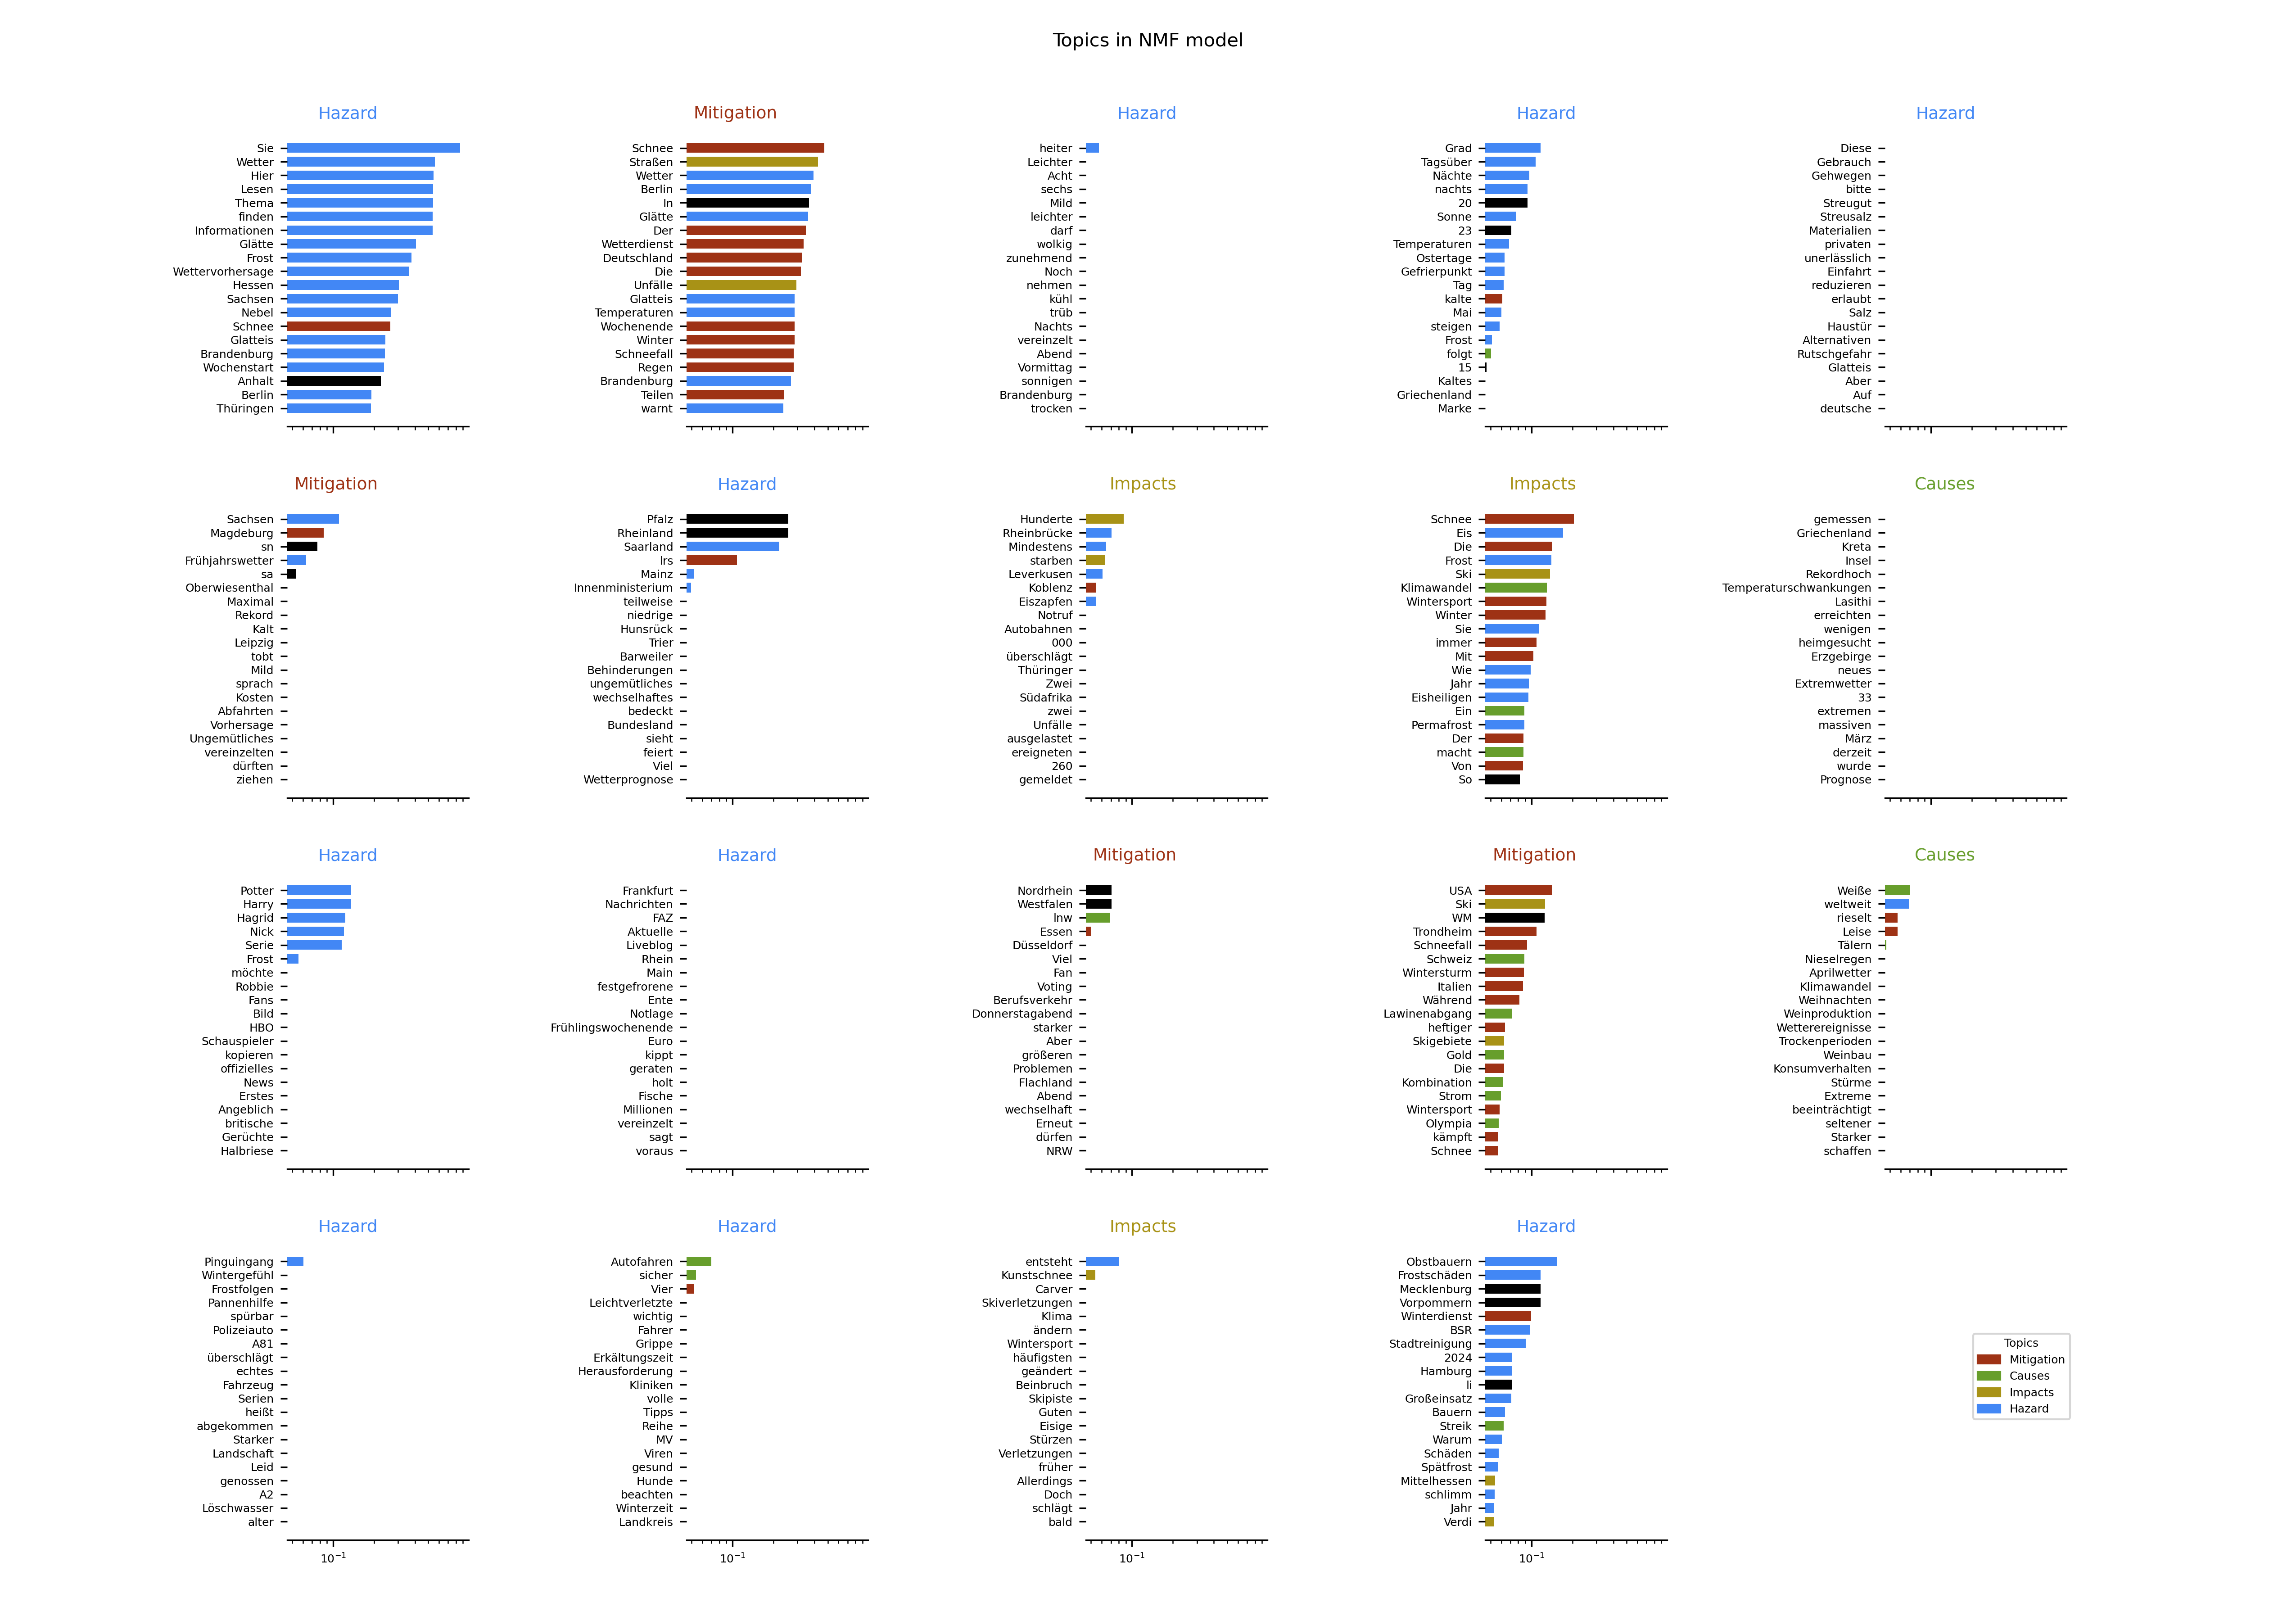 Topics in NMF model
Hazard
Sie
Wetter
Hier
Lesen
Thema
finden
Informationen
Glätte
Frost
Wettervorhersage
Hessen
Sachsen
Nebel
Schnee
Glatteis
Brandenburg
Wochenstart
Anhalt
Berlin
Thüringen
Mitigation
Schnee
Straßen
Wetter
Berlin
In
Glätte
Der
Wetterdienst
Deutschland
Die
Unfälle
Glatteis
Temperaturen
Wochenende
Winter
Schneefall
Regen
Brandenburg
Teilen
warnt
Hazard
heiter
Leichter
Acht
sechs
Mild
leichter
darf
wolkig
zunehmend
Noch
nehmen
kühl
trüb
Nachts
vereinzelt
Abend
Vormittag
sonnigen
Brandenburg
trocken
Hazard
Grad
Tagsüber
Nächte
nachts
20
Sonne
23
Temperaturen
Ostertage
Gefrierpunkt
Tag
kalte
Mai
steigen
Frost
folgt
15
Kaltes
Griechenland
Marke
Hazard
Diese
Gebrauch
Gehwegen
bitte
Streugut
Streusalz
Materialien
privaten
unerlässlich
Einfahrt
reduzieren
erlaubt
Salz
Haustür
Alternativen
Rutschgefahr
Glatteis
Aber
Auf
deutsche
Mitigation
Sachsen
Magdeburg
sn
Frühjahrswetter
sa
Oberwiesenthal
Maximal
Rekord
Kalt
Leipzig
tobt
Mild
sprach
Kosten
Abfahrten
Vorhersage
Ungemütliches
vereinzelten
dürften
ziehen
Hazard
Pfalz
Rheinland
Saarland
lrs
Mainz
Innenministerium
teilweise
niedrige
Hunsrück
Trier
Barweiler
Behinderungen
ungemütliches
wechselhaftes
bedeckt
Bundesland
sieht
feiert
Viel
Wetterprognose
Impacts
Hunderte
Rheinbrücke
Mindestens
starben
Leverkusen
Koblenz
Eiszapfen
Notruf
Autobahnen
000
überschlägt
Thüringer
Zwei
Südafrika
zwei
Unfälle
ausgelastet
ereigneten
260
gemeldet
Impacts
Schnee
Eis
Die
Frost
Ski
Klimawandel
Wintersport
Winter
Sie
immer
Mit
Wie
Jahr
Eisheiligen
Ein
Permafrost
Der
macht
Von
So
Causes
gemessen
Griechenland
Kreta
Insel
Rekordhoch
Temperaturschwankungen
Lasithi
erreichten
wenigen
heimgesucht
Erzgebirge
neues
Extremwetter
33
extremen
massiven
März
derzeit
wurde
Prognose
Hazard
Potter
Harry
Hagrid
Nick
Serie
Frost
möchte
Robbie
Fans
Bild
HBO
Schauspieler
kopieren
offizielles
News
Erstes
Angeblich
britische
Gerüchte
Halbriese
Hazard
Frankfurt
Nachrichten
FAZ
Aktuelle
Liveblog
Rhein
Main
festgefrorene
Ente
Notlage
Frühlingswochenende
Euro
kippt
geraten
holt
Fische
Millionen
vereinzelt
sagt
voraus
Mitigation
Nordrhein
Westfalen
lnw
Essen
Düsseldorf
Viel
Fan
Voting
Berufsverkehr
Donnerstagabend
starker
Aber
größeren
Problemen
Flachland
Abend
wechselhaft
Erneut
dürfen
NRW
Mitigation
USA
Ski
WM
Trondheim
Schneefall
Schweiz
Wintersturm
Italien
Während
Lawinenabgang
heftiger
Skigebiete
Gold
Die
Kombination
Strom
Wintersport
Olympia
kämpft
Schnee
Causes
Weiße
weltweit
rieselt
Leise
Tälern
Nieselregen
Aprilwetter
Klimawandel
Weihnachten
Weinproduktion
Wetterereignisse
Trockenperioden
Weinbau
Konsumverhalten
Stürme
Extreme
beeinträchtigt
seltener
Starker
schaffen
Hazard
Pinguingang
Wintergefühl
Frostfolgen
Pannenhilfe
spürbar
Polizeiauto
A81
überschlägt
echtes
Fahrzeug
Serien
heißt
abgekommen
Starker
Landschaft
Leid
genossen
A2
Löschwasser
alter
10⁻¹
Hazard
Autofahren
sicher
Vier
Leichtverletzte
wichtig
Fahrer
Grippe
Erkältungszeit
Herausforderung
Kliniken
volle
Tipps
Reihe
MV
Viren
gesund
Hunde
beachten
Winterzeit
Landkreis
10⁻¹
Impacts
entsteht
Kunstschnee
Carver
Skiverletzungen
Klima
ändern
Wintersport
häufigsten
geändert
Beinbruch
Skipiste
Guten
Eisige
Stürzen
Verletzungen
früher
Allerdings
Doch
schlägt
bald
10⁻¹
Hazard
Obstbauern
Frostschäden
Mecklenburg
Vorpommern
Winterdienst
BSR
Stadtreinigung
2024
Hamburg
li
Großeinsatz
Bauern
Streik
Warum
Schäden
Spätfrost
Mittelhessen
schlimm
Jahr
Verdi
10⁻¹
Topics
Mitigation
Causes
Impacts
Hazard